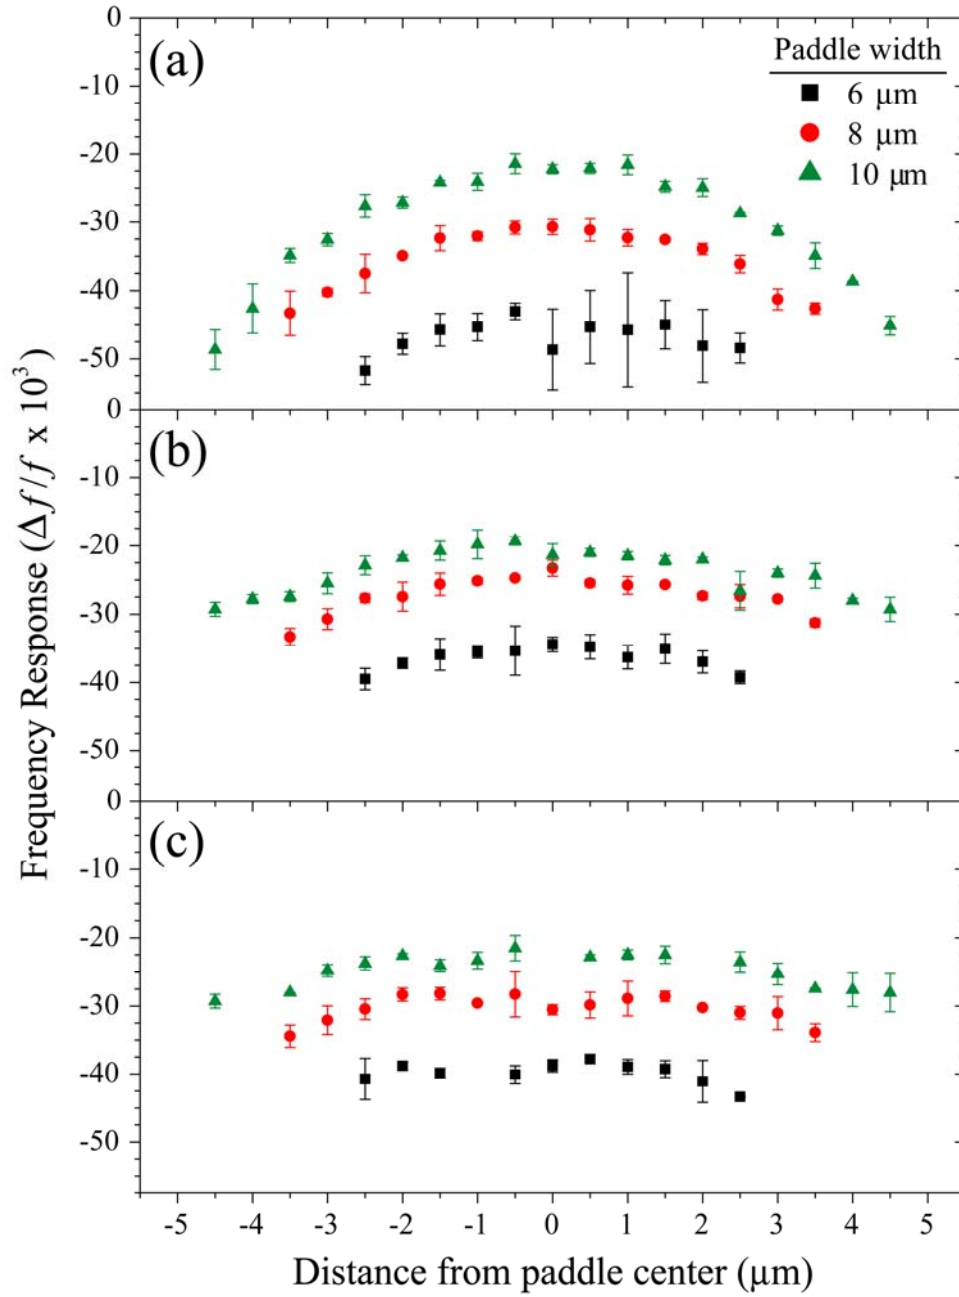 (a)
Paddle width
6 µm
8 µm
10 µm
0
-10
-20
-30
-40
-50
(b)
0
-10
-20
-30
-40
-50
(c)
0
-10
-20
-30
-40
-50
Frequency Response (Δf/f x 10³)
-5 -4 -3 -2 -1 0 1 2 3 4 5
Distance from paddle center (µm)